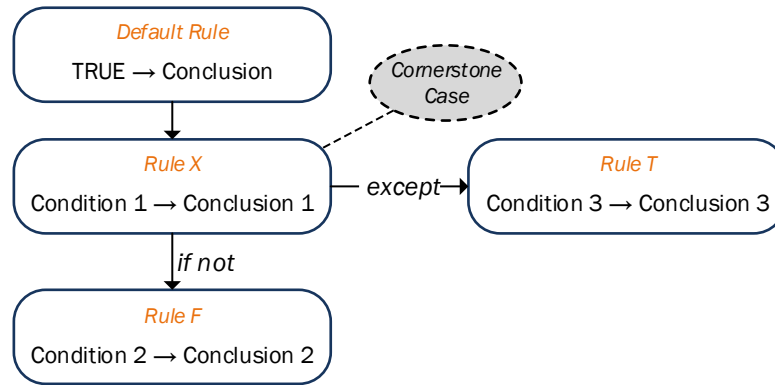 Default Rule
TRUE → Conclusion
Cornerstone
Case
Rule X
Condition 1 → Conclusion 1
except
Rule T
Condition 3 → Conclusion 3
if not
Rule F
Condition 2 → Conclusion 2